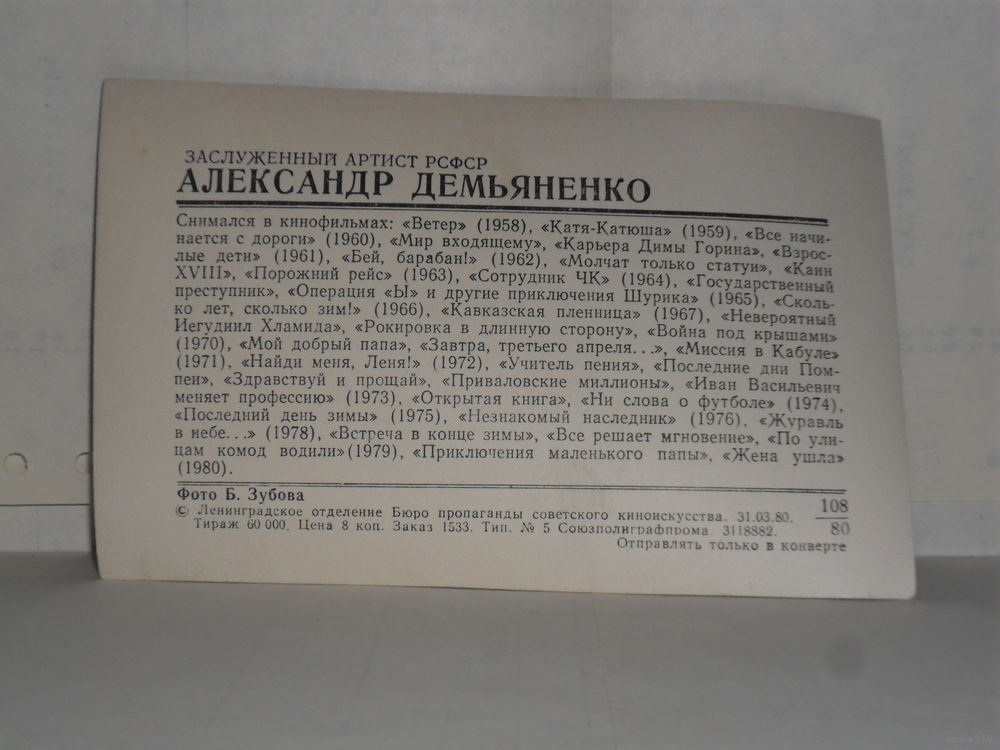 ЗАСЛУЖЕННЫЙ АРТИСТ РСФСР
АЛЕКСАНДР ДЕМЬЯНЕНКО
Снимался в кинофильмах: «Ветер» (1958), «Катя-Катюша» (1959), «Все начи-
нается с дороги» (1960), «Мир входящему», «Карьера Димы Горина», «Взрос-
лые дети» (1961), «Бей, барабан!» (1962), «Молчат только статуи», «Каин
XVIII», «Порожний рейс» (1963), «Сотрудник ЧК» (1964), «Государственный
преступник», «Операция «Ы» и другие приключения Шурика» (1965), «Сколь-
ко лет, сколько зим!» (1966), «Кавказская пленница» (1967), «Невероятный
Иегудиил Хламида», «Рокировка в длинную сторону», «Война под крышами»
(1970), «Мой добрый папа», «Завтра, третьего апреля...», «Миссия в Кабуле»
(1971), «Найди меня, Леня!» (1972), «Учитель пения», «Последние дни Пом-
пеи», «Здравствуй и прощай», «Приваловские миллионы», «Иван Васильевич
меняет профессию» (1973), «Открытая книга», «Ни слова о футболе» (1974),
«Последний день зимы» (1975), «Незнакомый наследник» (1976), «Журавль
в небе...» (1978), «Встреча в конце зимы», «Все решает мгновение», «По ули-
цам комод водили»(1979), «Приключения маленького папы», «Жена ушла»
(1980).
Фото Б. Зубова
© Ленинградское отделение Бюро пропаганды советского киноискусства. 31.03.80.
Тираж 60 000. Цена 8 коп. Заказ 1533. Тип. № 5 Союзполиграфпрома. 3118882.
108
80
Отправлять только в конверте